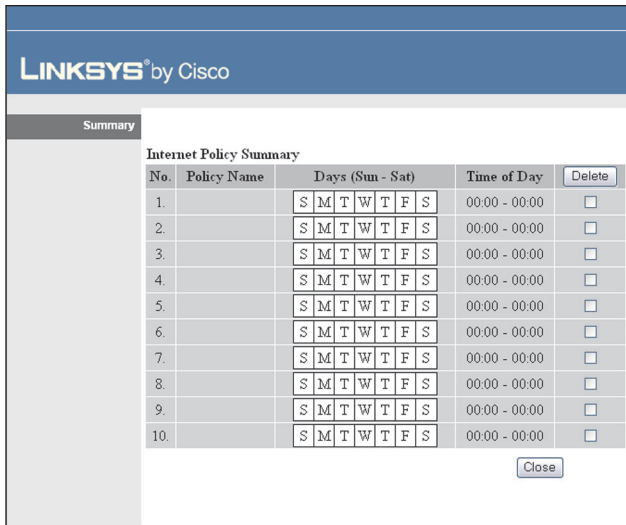 LINKSYS® by Cisco
Summary
Internet Policy Summary
No. Policy Name Days (Sun - Sat) Time of Day Delete
1. S M T W T F S 00:00 - 00:00
2. S M T W T F S 00:00 - 00:00
3. S M T W T F S 00:00 - 00:00
4. S M T W T F S 00:00 - 00:00
5. S M T W T F S 00:00 - 00:00
6. S M T W T F S 00:00 - 00:00
7. S M T W T F S 00:00 - 00:00
8. S M T W T F S 00:00 - 00:00
9. S M T W T F S 00:00 - 00:00
10. S M T W T F S 00:00 - 00:00
Close